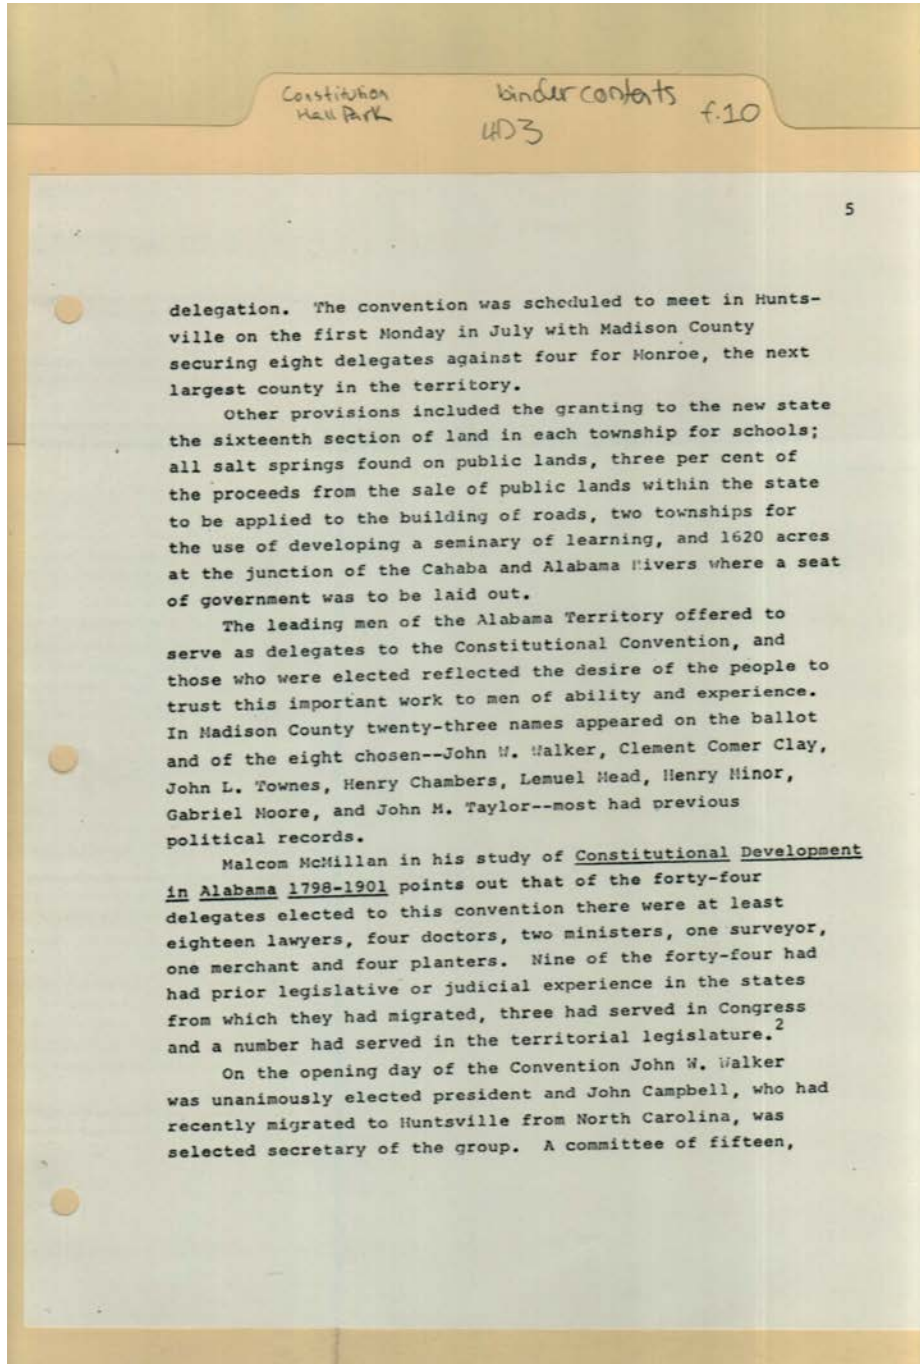 Constitution
Hall Park
binder contents
4D3
f.10
5
delegation. The convention was scheduled to meet in Hunts-
ville on the first Monday in July with Madison County
securing eight delegates against four for Monroe, the next
largest county in the territory.
Other provisions included the granting to the new state
the sixteenth section of land in each township for schools;
all salt springs found on public lands, three per cent of
the proceeds from the sale of public lands within the state
to be applied to the building of roads, two townships for
the use of developing a seminary of learning, and 1620 acres
at the junction of the Cahaba and Alabama Rivers where a seat
of government was to be laid out.
The leading men of the Alabama Territory offered to
serve as delegates to the Constitutional Convention, and
those who were elected reflected the desire of the people to
trust this important work to men of ability and experience.
In Madison County twenty-three names appeared on the ballot
and of the eight chosen--John W. Walker, Clement Comer Clay,
John L. Townes, Henry Chambers, Lemuel Mead, Henry Minor,
Gabriel Moore, and John M. Taylor--most had previous
political records.
Malcom McMillan in his study of Constitutional Development
in Alabama 1798-1901 points out that of the forty-four
delegates elected to this convention there were at least
eighteen lawyers, four doctors, two ministers, one surveyor,
one merchant and four planters. Nine of the forty-four had
had prior legislative or judicial experience in the states
from which they had migrated, three had served in Congress
and a number had served in the territorial legislature.2
On the opening day of the Convention John W. Walker
was unanimously elected president and John Campbell, who had
recently migrated to Huntsville from North Carolina, was
selected secretary of the group. A committee of fifteen,